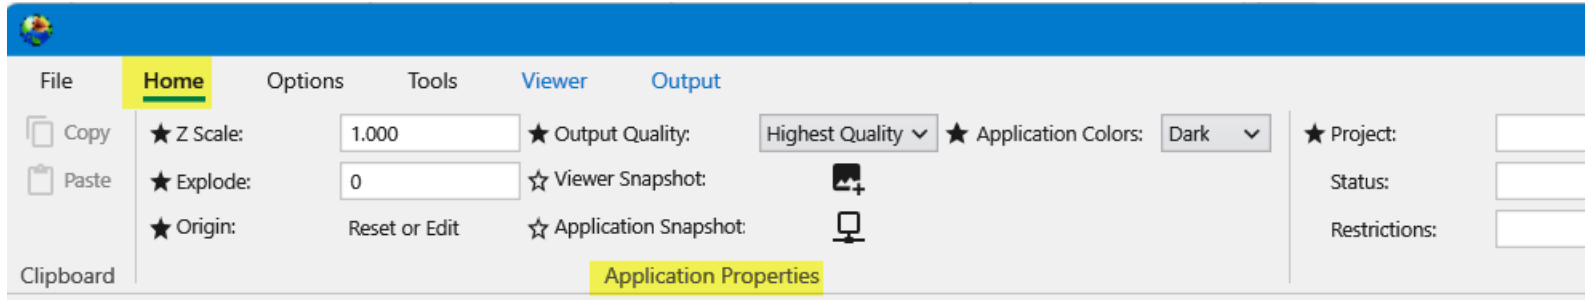 File Home Options Tools Viewer Output
Copy ★ Z Scale: 1.000 ★ Output Quality: Highest Quality ★ Application Colors: Dark ★ Project:
Paste ★ Explode: 0 ☆ Viewer Snapshot: Status:
★ Origin: Reset or Edit ☆ Application Snapshot: Restrictions:
Clipboard Application Properties